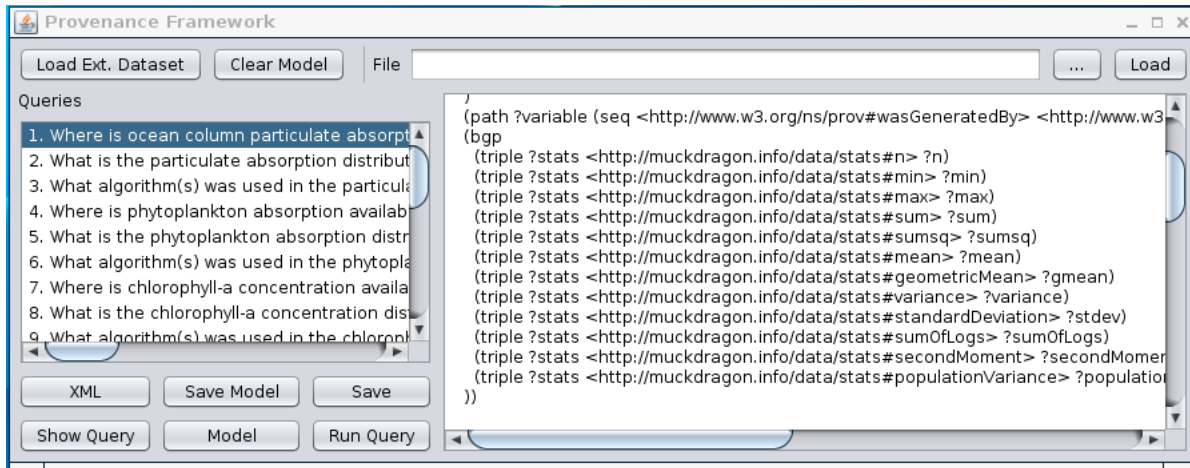 Provenance Framework
Load Ext. Dataset
Clear Model
File
...
Load
Queries
1. Where is ocean column particulate absorpt
2. What is the particulate absorption distribut
3. What algorithm(s) was used in the particula
4. Where is phytoplankton absorption availab
5. What is the phytoplankton absorption distr
6. What algorithm(s) was used in the phytopla
7. Where is chlorophyll-a concentration availa
8. What is the chlorophyll-a concentration dis
9. What algorithm(s) was used in the chloroph
)
(path ?variable (seq <http://www.w3.org/ns/prov#wasGeneratedBy> <http://www.w3
(bgp
(triple ?stats <http://muckdragon.info/data/stats#n> ?n)
(triple ?stats <http://muckdragon.info/data/stats#min> ?min)
(triple ?stats <http://muckdragon.info/data/stats#max> ?max)
(triple ?stats <http://muckdragon.info/data/stats#sum> ?sum)
(triple ?stats <http://muckdragon.info/data/stats#sumsq> ?sumsq)
(triple ?stats <http://muckdragon.info/data/stats#mean> ?mean)
(triple ?stats <http://muckdragon.info/data/stats#geometricMean> ?gmean)
(triple ?stats <http://muckdragon.info/data/stats#variance> ?variance)
(triple ?stats <http://muckdragon.info/data/stats#standardDeviation> ?stdev)
(triple ?stats <http://muckdragon.info/data/stats#sumOfLogs> ?sumOfLogs)
(triple ?stats <http://muckdragon.info/data/stats#secondMoment> ?secondMomer
(triple ?stats <http://muckdragon.info/data/stats#populationVariance> ?population
))
XML
Save Model
Save
Show Query
Model
Run Query